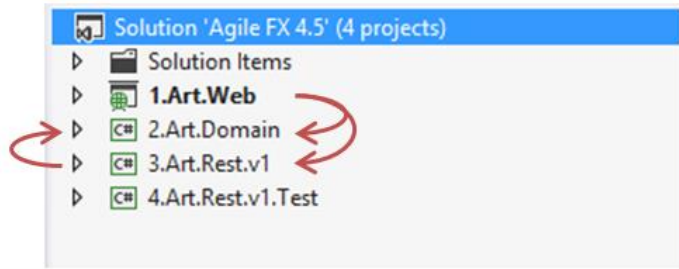 Solution 'Agile FX 4.5' (4 projects)
Solution Items
1.Art.Web
C# 2.Art.Domain
C# 3.Art.Rest.v1
C# 4.Art.Rest.v1.Test